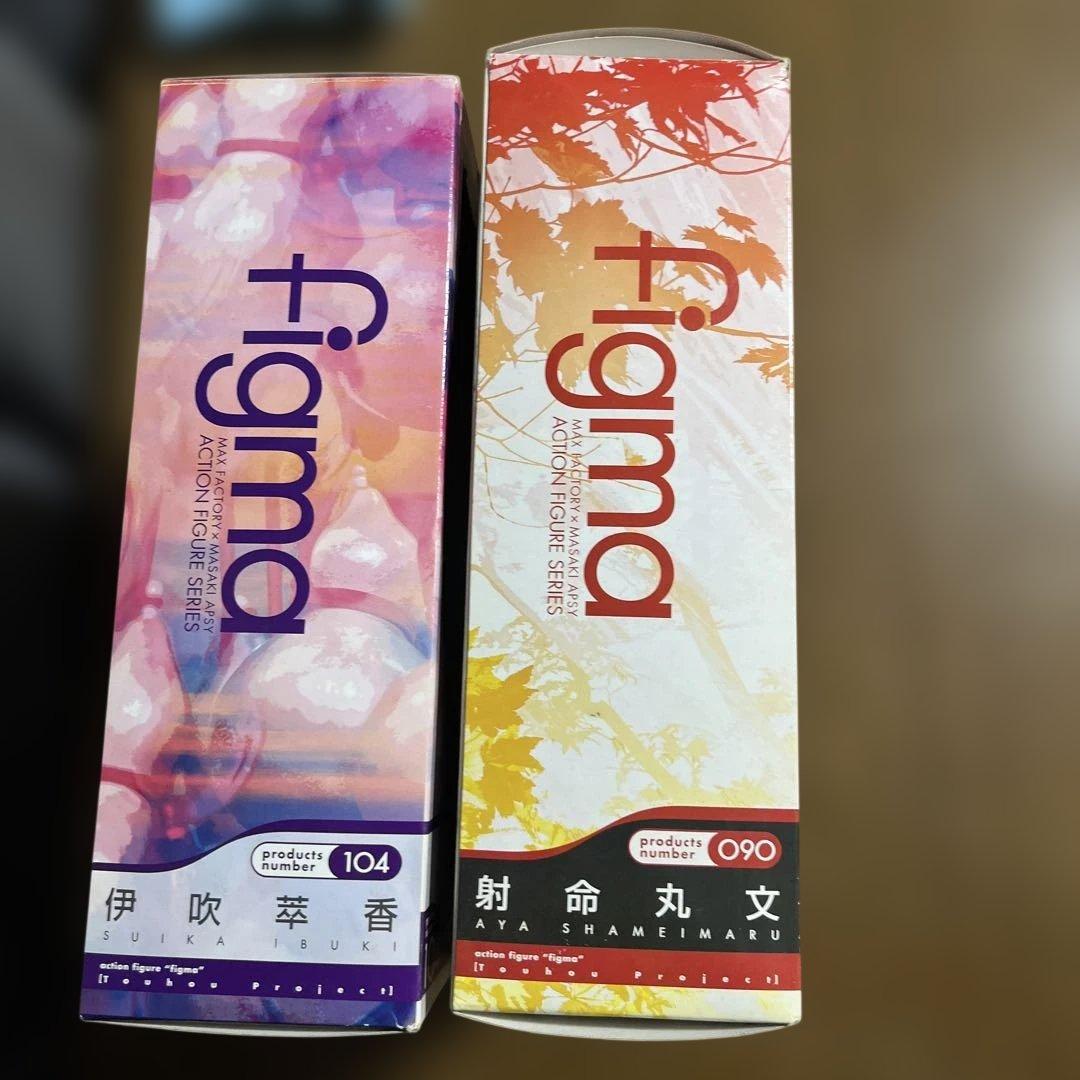 figma
MAX FACTORY × MASAKI APSY
ACTION FIGURE SERIES
products number 104
伊吹萃香
SUIKA IBUKI
action figure "figma"
[Touhou Project]
figma
MAX FACTORY × MASAKI APSY
ACTION FIGURE SERIES
products number 090
射命丸文
AYA SHAMEIMARU
action figure "figma"
[Touhou Project]